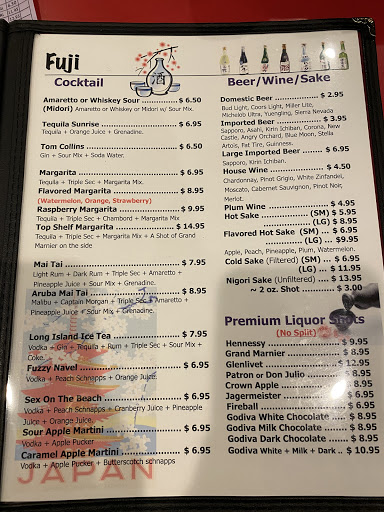 Fuji
Cocktail
Amaretto or Whiskey Sour ........... $ 6.50
(Midori) Amaretto or Whiskey or Midori w/ Sour Mix.
Tequila Sunrise ........................ $ 6.95
Tequila + Orange Juice + Grenadine.
Tom Collins ............................ $ 6.50
Gin + Sour Mix + Soda Water.
Margarita ............................... $ 6.95
Tequila + Triple Sec + Margarita Mix.
Flavored Margarita ................... $ 8.95
(Watermelon, Orange, Strawberry)
Raspberry Margarita ................. $ 9.95
Tequila + Triple Sec + Chambord + Margarita Mix
Top Shelf Margarita ................ $ 14.95
Tequila + Triple Sec + Margarita Mix + A Shot of
Grand Marnier on the side
Mai Tai .................................. $ 7.95
Light Rum + Dark Rum + Triple Sec + Amaretto +
Pineapple Juice + Sour Mix + Grenadine.
Aruba Mai Tai ......................... $ 8.95
Malibu + Captain Morgan + Triple Sec + Amaretto +
Pineapple Juice + Sour Mix + Grenadine.
Long Island Ice Tea ................. $ 7.95
Vodka + Gin + Tequila + Rum + Triple Sec + Sour Mix +
Coke.
Fuzzy Navel ........................... $ 6.95
Vodka + Peach Schnapps + Orange Juice.
Sex On The Beach ................... $ 6.95
Vodka + Peach Schnapps + Cranberry Juice + Pineapple
Juice + Orange Juice.
Sour Apple Martini .................. $ 6.95
Vodka + Apple Pucker
Caramel Apple Martini ............. $ 6.95
Vodka + Apple Pucker + Butterscotch schnapps
JAPAN
酒
Beer/Wine/Sake
Domestic Beer ..................... $ 2.95
Bud Light, Coors Light, Miller Lite,
Michelob Ultra, Yuengling, Sierra Nevada
Imported Beer ..................... $ 3.95
Sapporo, Asahi, Kirin Ichiban, Corona, New
Castle, Angry Orchard, Blue Moon, Stella
Artois, Fat Tire, Guinness.
Large Imported Beer ............ $ 6.95
Sapporo, Kirin Ichiban.
House Wine ........................ $ 4.50
Chardonnay, Pinot Grigio, White Zinfandel,
Moscato, Cabernet Sauvignon, Pinot Noir,
Merlot.
Plum Wine .......................... $ 4.95
Hot Sake ..................... (SM) $ 5.95
(LG) $ 8.95
Flavored Hot Sake (SM) ... $ 6.95
................... (LG) ... $9.95
Apple, Peach, Pineapple, Plum, Watermelon.
Cold Sake (Filtered) (SM) ... $ 6.95
(LG) ... $ 11.95
Nigori Sake (Unfiltered) .... $ 13.95
~ 2 oz. Shot ............ $ 3.00
Premium Liquor Shots
(No Split)
Hennessy ......................... $ 9.95
Grand Marnier ................... $ 8.95
Glenlivet ......................... $ 12.95
Patron or Don Julio ............. $ 8.95
Crown Apple ...................... $ 8.95
Jagermeister ..................... $ 6.95
Fireball ............................ $ 6.95
Godiva White Chocolate ..... $ 8.95
Godiva Milk Chocolate ........ $ 8.95
Godiva Dark Chocolate ....... $ 8.95
Godiva White + Milk + Dark .. $ 10.95